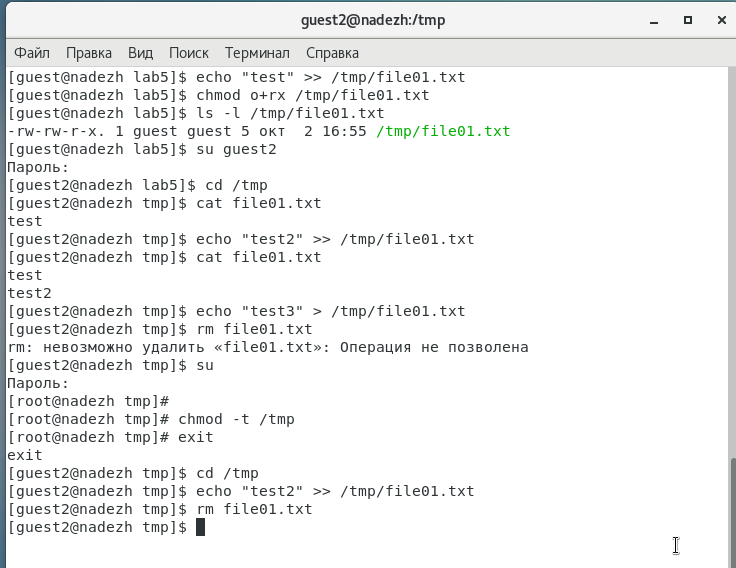 guest2@nadezh:/tmp
Файл Правка Вид Поиск Терминал Справка
[guest@nadezh lab5]$ echo "test" >> /tmp/file01.txt
[guest@nadezh lab5]$ chmod o+rx /tmp/file01.txt
[guest@nadezh lab5]$ ls -l /tmp/file01.txt
-rw-rw-r-x. 1 guest guest 5 окт  2 16:55 /tmp/file01.txt
[guest@nadezh lab5]$ su guest2
Пароль:
[guest2@nadezh lab5]$ cd /tmp
[guest2@nadezh tmp]$ cat file01.txt
test
[guest2@nadezh tmp]$ echo "test2" >> /tmp/file01.txt
[guest2@nadezh tmp]$ cat file01.txt
test
test2
[guest2@nadezh tmp]$ echo "test3" > /tmp/file01.txt
[guest2@nadezh tmp]$ rm file01.txt
rm: невозможно удалить «file01.txt»: Операция не позволена
[guest2@nadezh tmp]$ su
Пароль:
[root@nadezh tmp]#
[root@nadezh tmp]# chmod -t /tmp
[root@nadezh tmp]# exit
exit
[guest2@nadezh tmp]$ cd /tmp
[guest2@nadezh tmp]$ echo "test2" >> /tmp/file01.txt
[guest2@nadezh tmp]$ rm file01.txt
[guest2@nadezh tmp]$